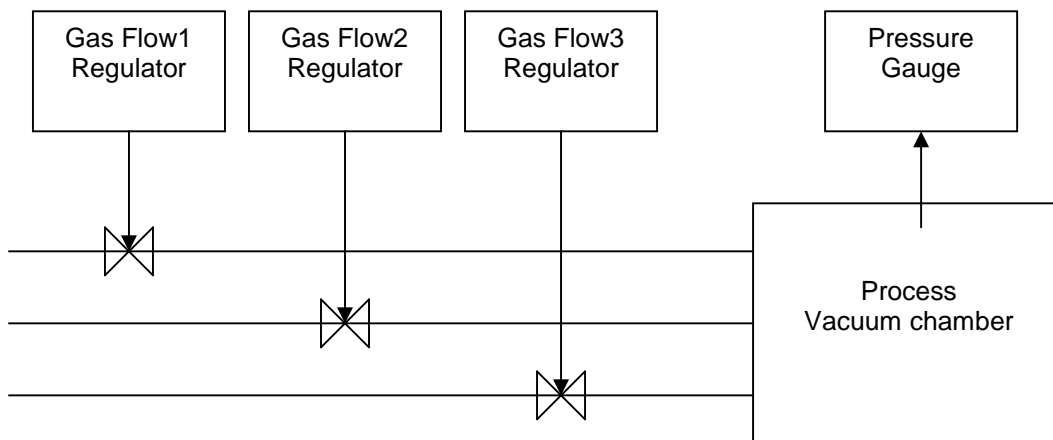 Gas Flow1
Regulator
Gas Flow2
Regulator
Gas Flow3
Regulator
Pressure
Gauge
Process
Vacuum chamber